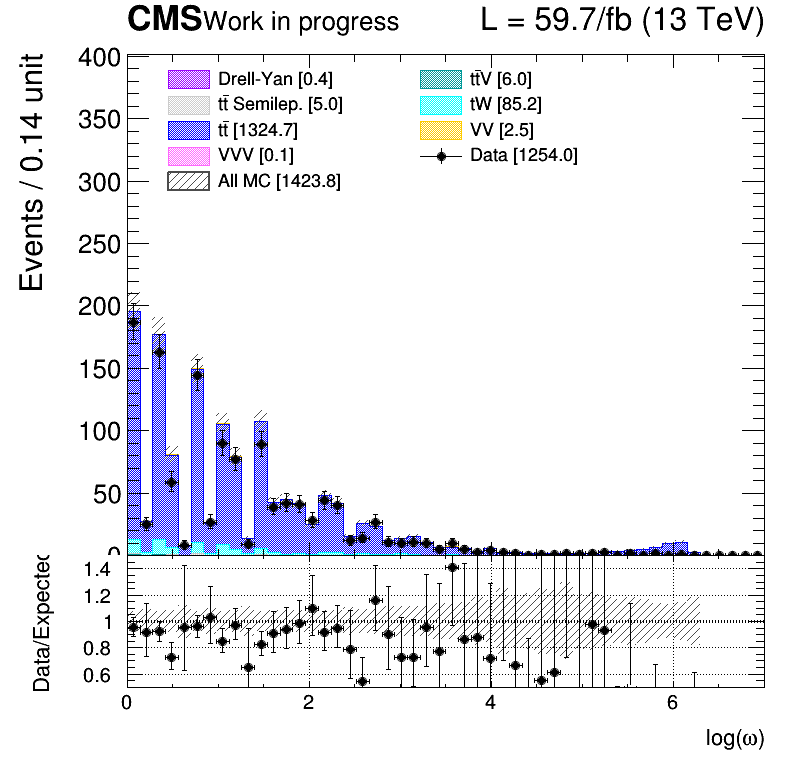 CMS Work in progress L = 59.7/fb (13 TeV)
Events / 0.14 unit
400
350
300
250
200
150
100
50
0
Drell-Yan [0.4]
tt̄ Semilep. [5.0]
tt̄ [1324.7]
VVV [0.1]
All MC [1423.8]
tt̄V [6.0]
tW [85.2]
VV [2.5]
Data [1254.0]
Data/Expected
1.4
1.2
1
0.8
0.6
0 2 4 6
log(ω)